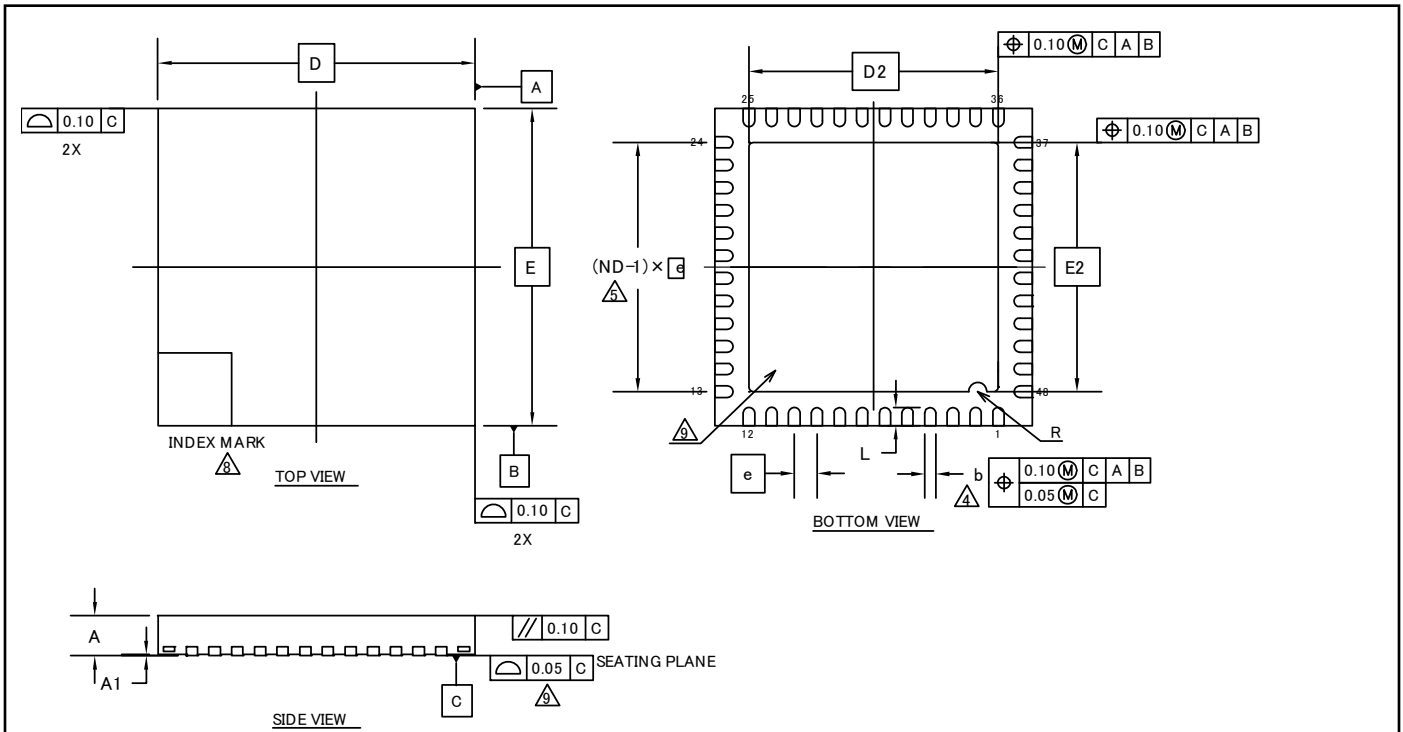 D
A
⌓ 0.10 C
2X
E
INDEX MARK
8
TOP VIEW
B
⌓ 0.10 C
2X
⌖ 0.10 Ⓜ C A B
D2
25
36
⌖ 0.10 Ⓜ C A B
24
37
(ND-1)× e
5
E2
13
48
9
12
1
L
R
e
b
4
⌖ 0.10 Ⓜ C A B
0.05 Ⓜ C
BOTTOM VIEW
A
// 0.10 C
A1
⌓ 0.05 C SEATING PLANE
9
C
SIDE VIEW